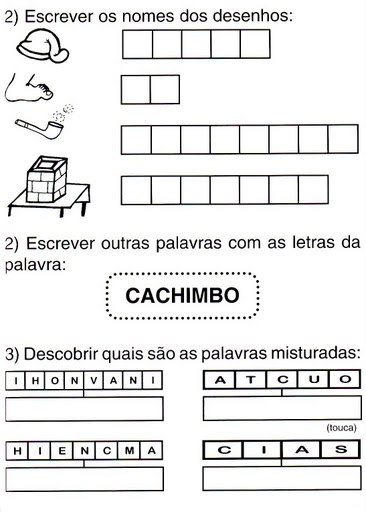 2) Escrever os nomes dos desenhos:
2) Escrever outras palavras com as letras da
palavra:
CACHIMBO
3) Descobrir quais são as palavras misturadas:
I H O N V A N I
A T C U O
(touca)
H I E N C M A
C I A S